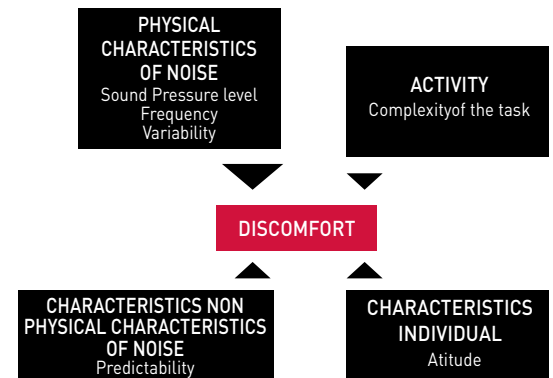 PHYSICAL
CHARACTERISTICS
OF NOISE
Sound Pressure level
Frequency
Variability
ACTIVITY
Complexityof the task
DISCOMFORT
CHARACTERISTICS NON
PHYSICAL CHARACTERISTICS
OF NOISE
Predictability
CHARACTERISTICS
INDIVIDUAL
Atitude